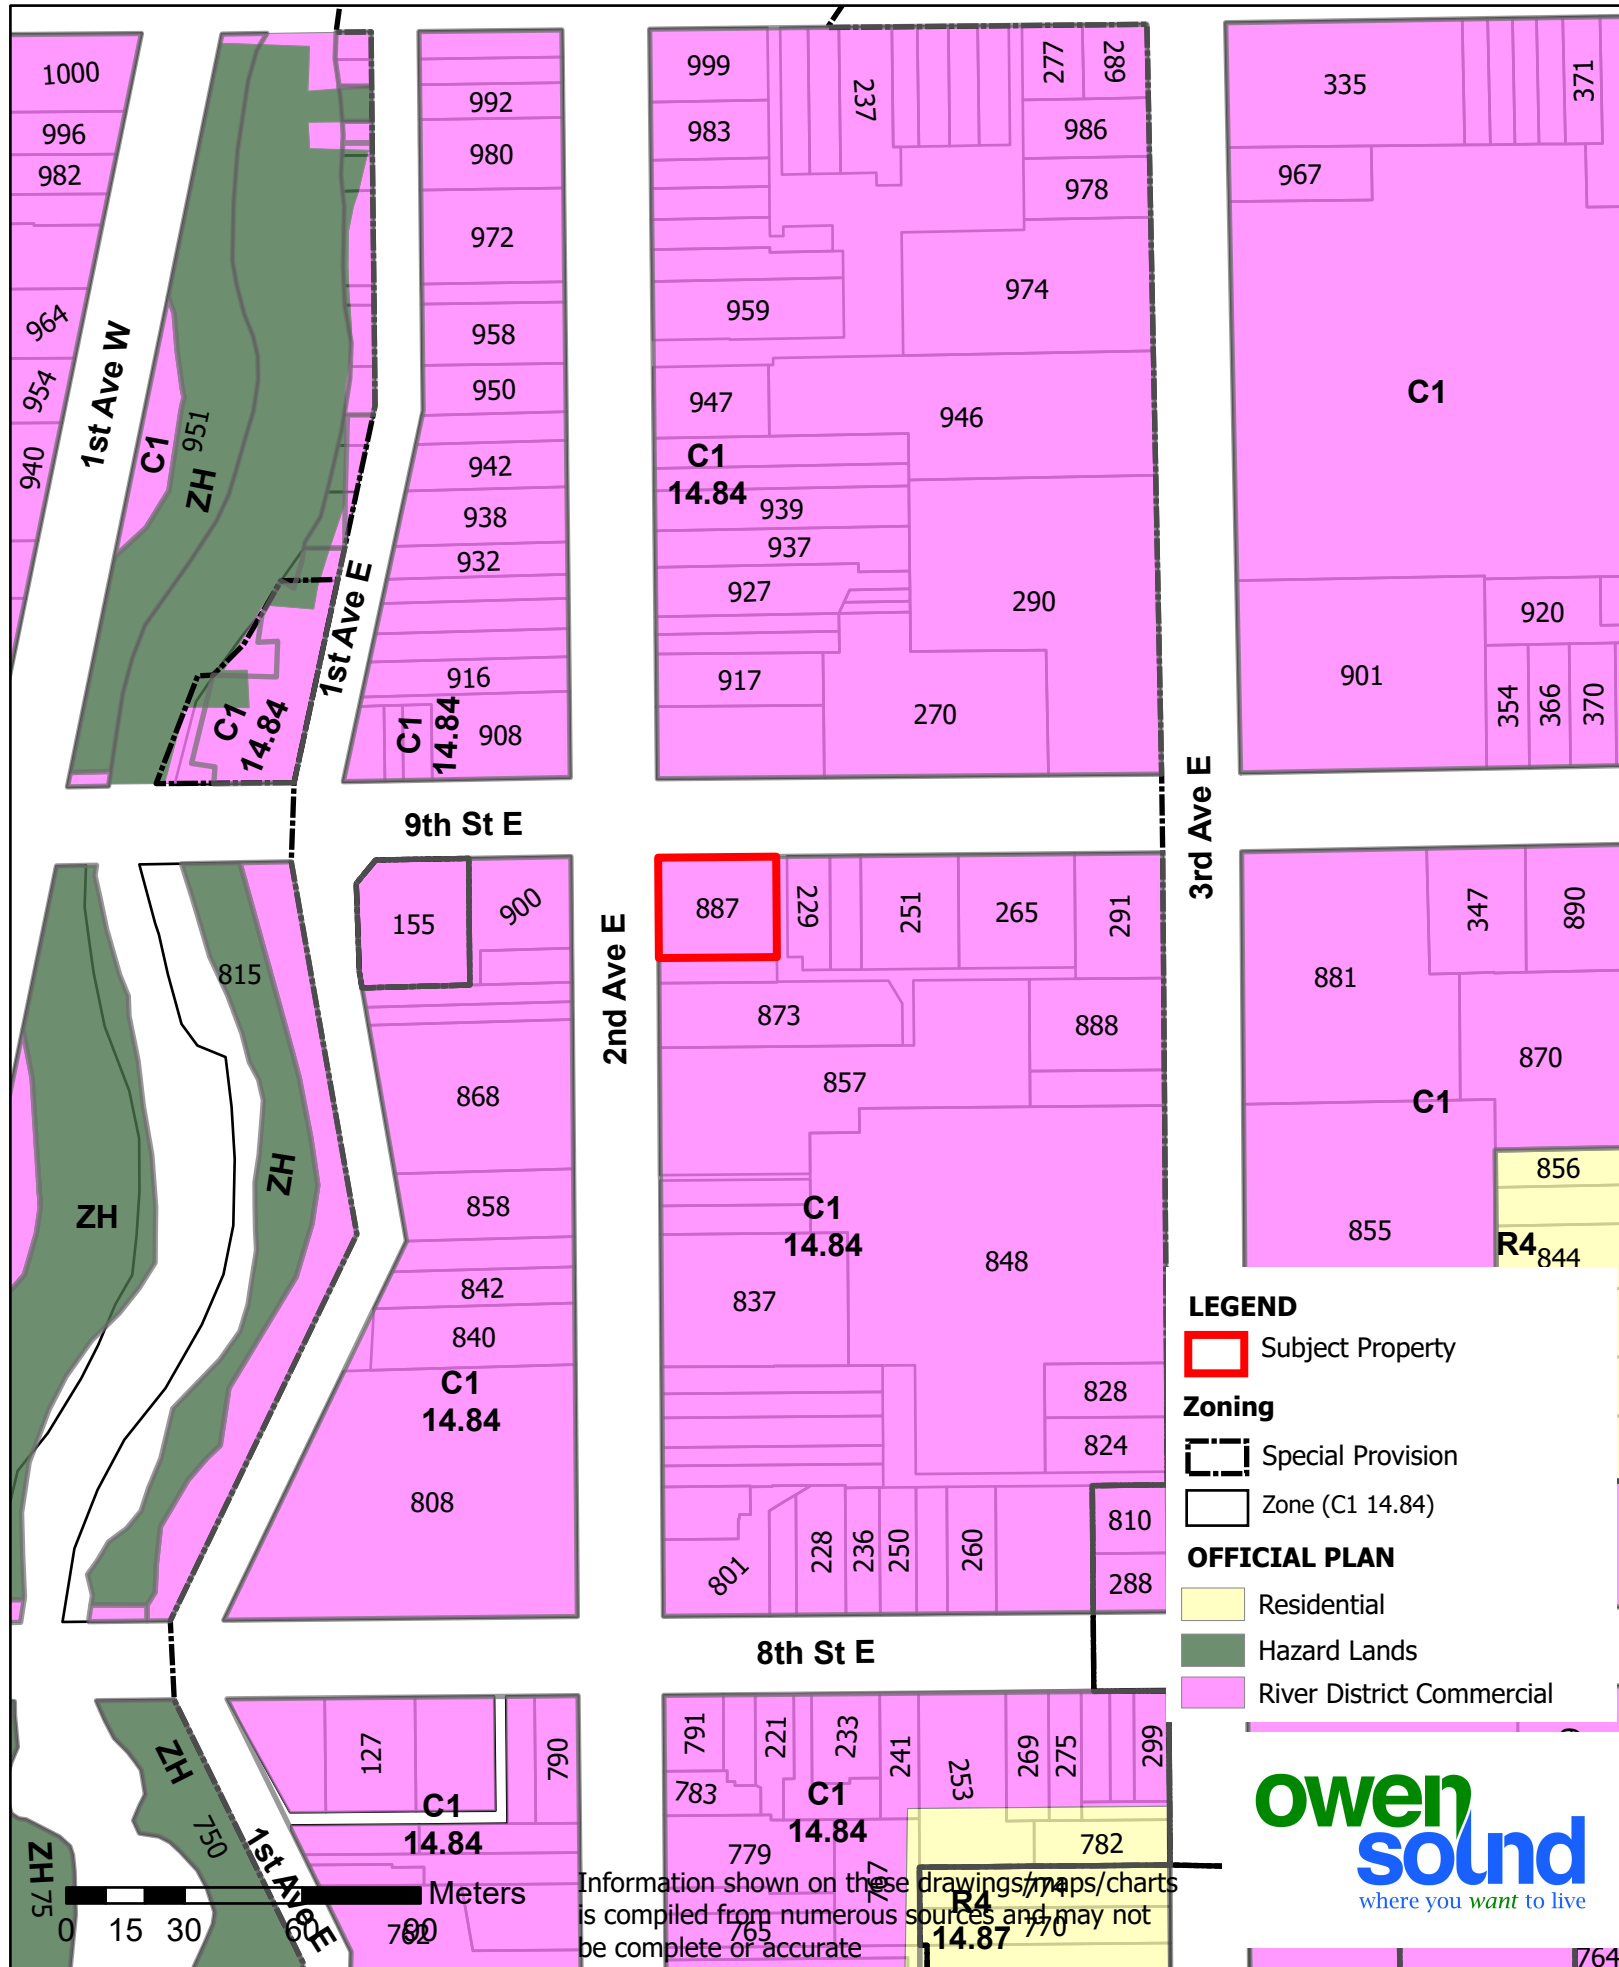 1000
996
982
964
954
940
1st Ave W
C1
951
ZH
992
980
972
958
950
942
938
932
916
908
C1
14.84
C1
14.84
1st Ave E
999
983
237
277
289
986
978
974
959
947
946
C1
14.84
939
937
927
290
917
270
335
371
967
C1
920
901
354
366
370
9th St E
3rd Ave E
2nd Ave E
155
900
815
ZH
ZH
868
858
842
840
C1
14.84
808
887
229
251
265
291
873
888
857
C1
14.84
848
837
828
824
810
288
801
228
236
250
260
347
890
881
870
C1
856
855
R4
844
LEGEND
Subject Property
Zoning
Special Provision
Zone (C1 14.84)
OFFICIAL PLAN
Residential
Hazard Lands
River District Commercial
8th St E
127
790
C1
14.84
ZH
750
1st Ave E
ZH
75
762
791
783
221
233
241
253
269
275
299
C1
14.84
779
767
765
782
774
770
R4
14.87
764
Meters
0 15 30 60 90
Information shown on these drawings/maps/charts
is compiled from numerous sources and may not
be complete or accurate
owen
sound
where you want to live